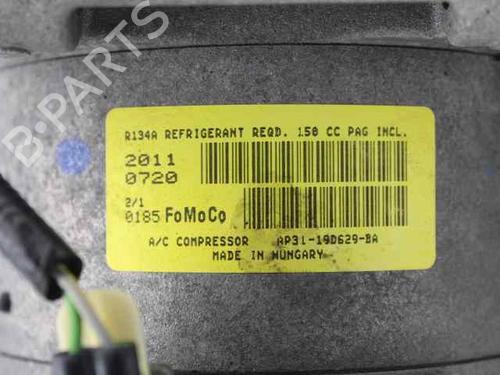 R134A REFRIGERANT REQD. 150 CC PAG INCL.
2011
0720
2/1
0185 FoMoCo
A/C COMPRESSOR AP31-19D629-BA
MADE IN HUNGARY
B-PARTS